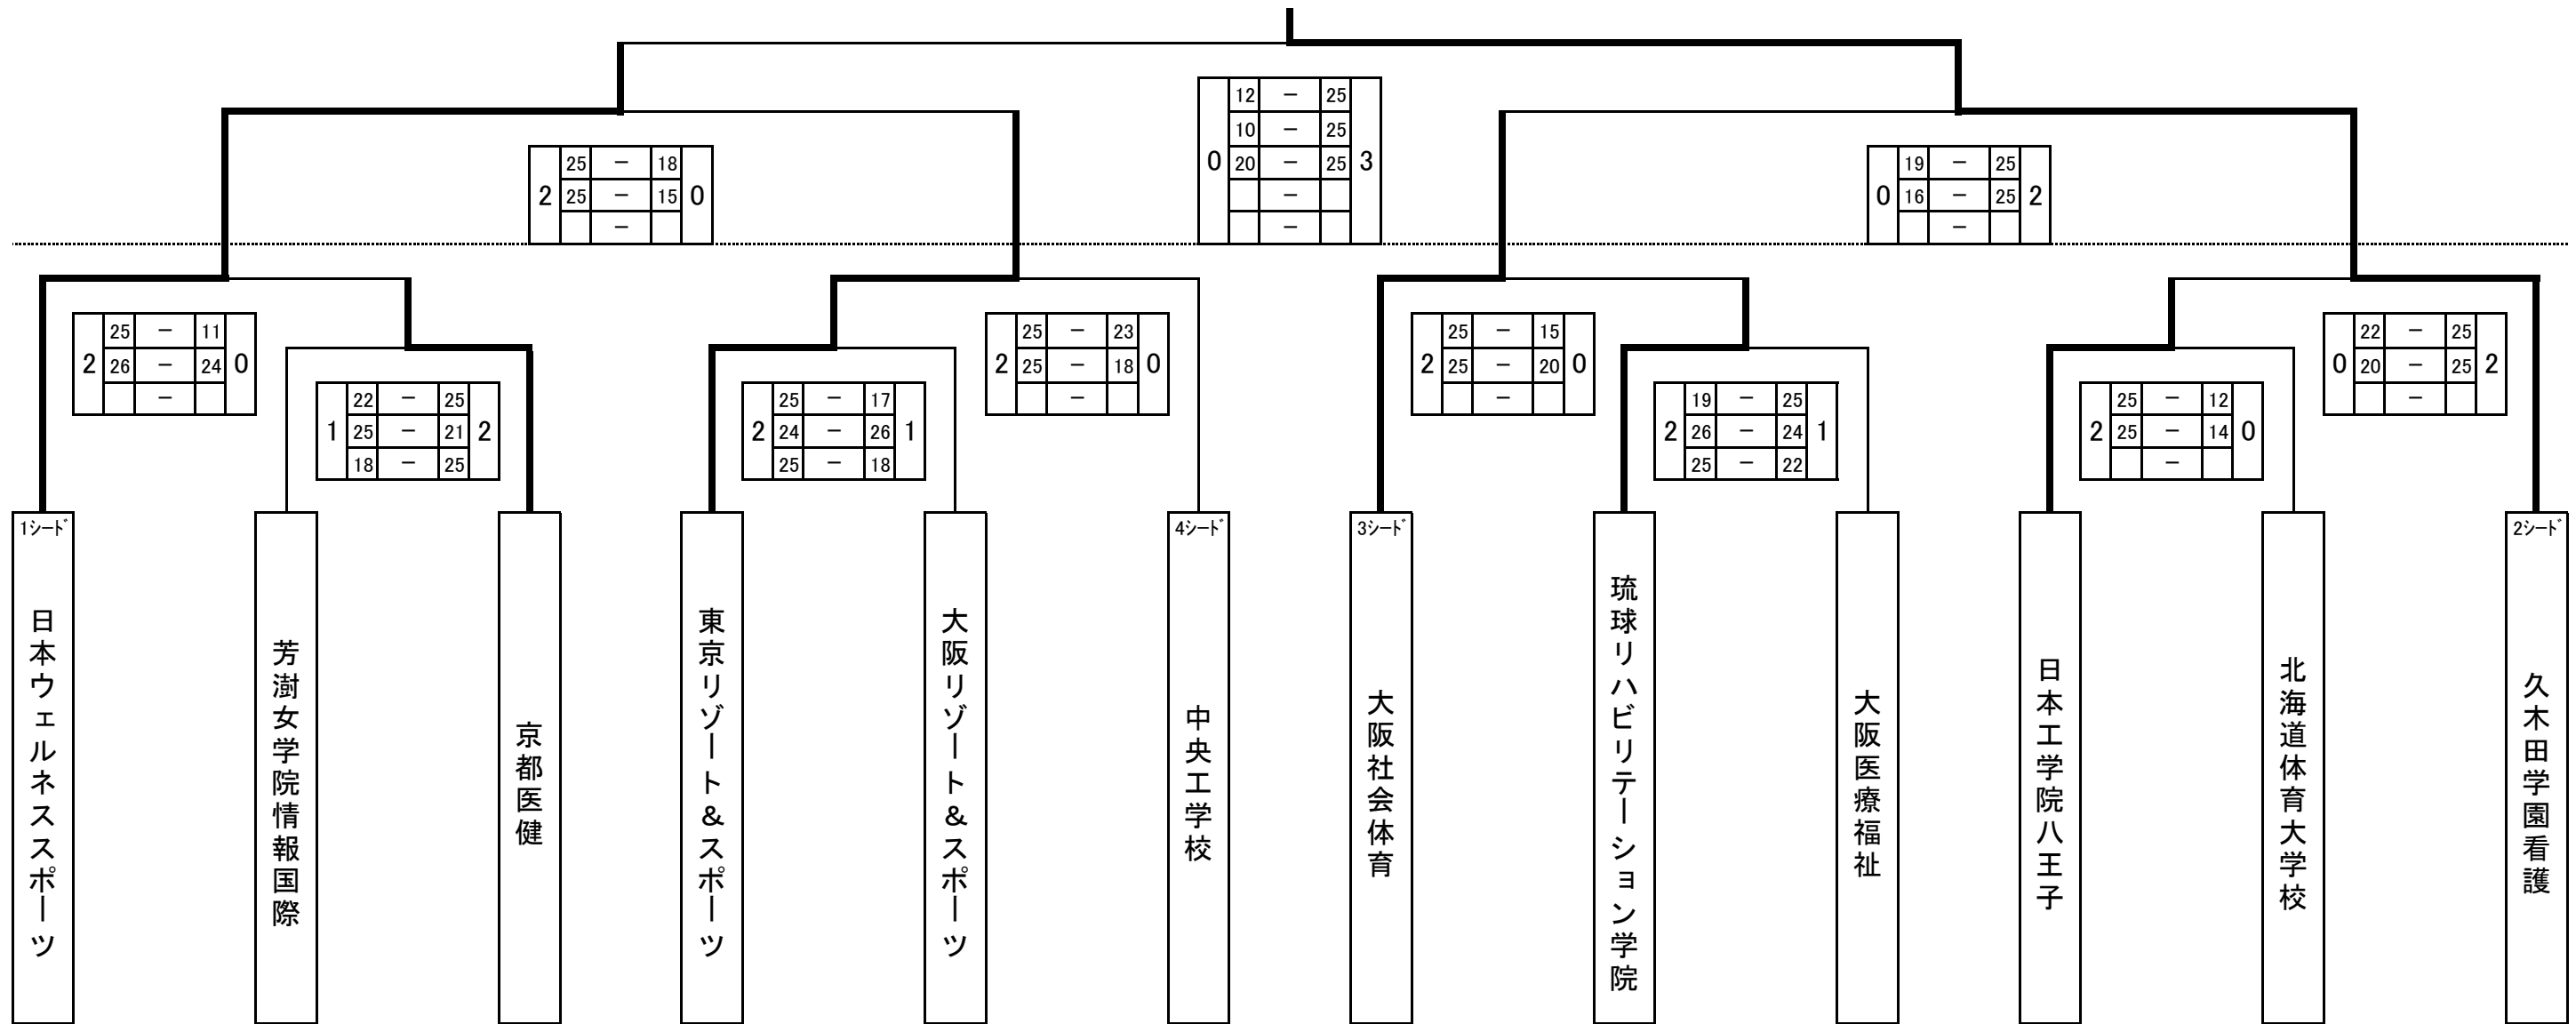 12 － 25
10 － 25
0 20 － 25 3
－
－
25 － 18
2 25 － 15 0
－
19 － 25
0 16 － 25 2
－
25 － 11
2 26 － 24 0
－
25 － 23
2 25 － 18 0
－
25 － 15
2 25 － 20 0
－
22 － 25
0 20 － 25 2
－
22 － 25
1 25 － 21 2
18 － 25
25 － 17
2 24 － 26 1
25 － 18
19 － 25
2 26 － 24 1
25 － 22
25 － 12
2 25 － 14 0
－
1シード
日本ウェルネススポーツ
芳澍女学院情報国際
京都医健
東京リゾート&スポーツ
大阪リゾート&スポーツ
4シード
中央工学校
3シード
大阪社会体育
琉球リハビリテーション学院
大阪医療福祉
日本工学院八王子
北海道体育大学校
2シード
久木田学園看護